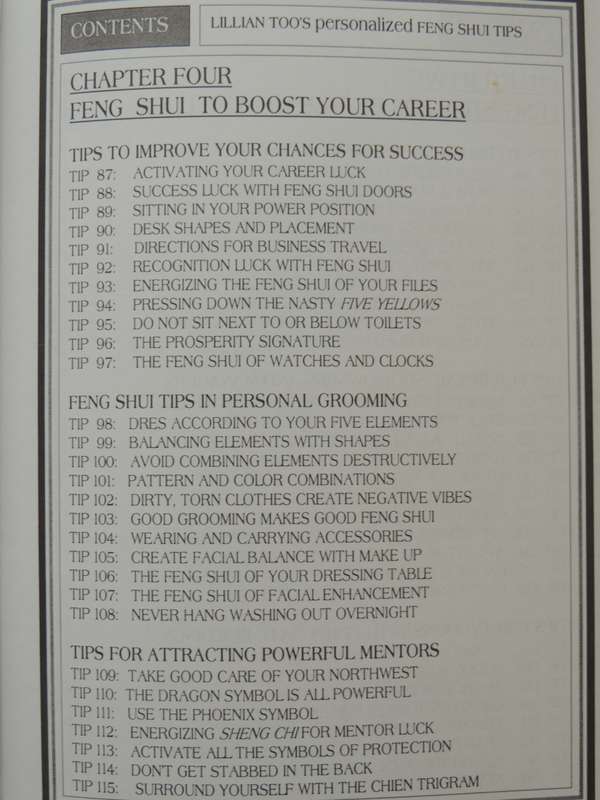 CONTENTS
LILLIAN TOO'S personalized FENG SHUI TIPS
CHAPTER FOUR
FENG SHUI TO BOOST YOUR CAREER
TIPS TO IMPROVE YOUR CHANCES FOR SUCCESS
TIP 87: ACTIVATING YOUR CAREER LUCK
TIP 88: SUCCESS LUCK WITH FENG SHUI DOORS
TIP 89: SITTING IN YOUR POWER POSITION
TIP 90: DESK SHAPES AND PLACEMENT
TIP 91: DIRECTIONS FOR BUSINESS TRAVEL
TIP 92: RECOGNITION LUCK WITH FENG SHUI
TIP 93: ENERGIZING THE FENG SHUI OF YOUR FILES
TIP 94: PRESSING DOWN THE NASTY FIVE YELLOWS
TIP 95: DO NOT SIT NEXT TO OR BELOW TOILETS
TIP 96: THE PROSPERITY SIGNATURE
TIP 97: THE FENG SHUI OF WATCHES AND CLOCKS
FENG SHUI TIPS IN PERSONAL GROOMING
TIP 98: DRES ACCORDING TO YOUR FIVE ELEMENTS
TIP 99: BALANCING ELEMENTS WITH SHAPES
TIP 100: AVOID COMBINING ELEMENTS DESTRUCTIVELY
TIP 101: PATTERN AND COLOR COMBINATIONS
TIP 102: DIRTY, TORN CLOTHES CREATE NEGATIVE VIBES
TIP 103: GOOD GROOMING MAKES GOOD FENG SHUI
TIP 104: WEARING AND CARRYING ACCESSORIES
TIP 105: CREATE FACIAL BALANCE WITH MAKE UP
TIP 106: THE FENG SHUI OF YOUR DRESSING TABLE
TIP 107: THE FENG SHUI OF FACIAL ENHANCEMENT
TIP 108: NEVER HANG WASHING OUT OVERNIGHT
TIPS FOR ATTRACTING POWERFUL MENTORS
TIP 109: TAKE GOOD CARE OF YOUR NORTHWEST
TIP 110: THE DRAGON SYMBOL IS ALL POWERFUL
TIP 111: USE THE PHOENIX SYMBOL
TIP 112: ENERGIZING SHENG CHI FOR MENTOR LUCK
TIP 113: ACTIVATE ALL THE SYMBOLS OF PROTECTION
TIP 114: DON'T GET STABBED IN THE BACK
TIP 115: SURROUND YOURSELF WITH THE CHIEN TRIGRAM